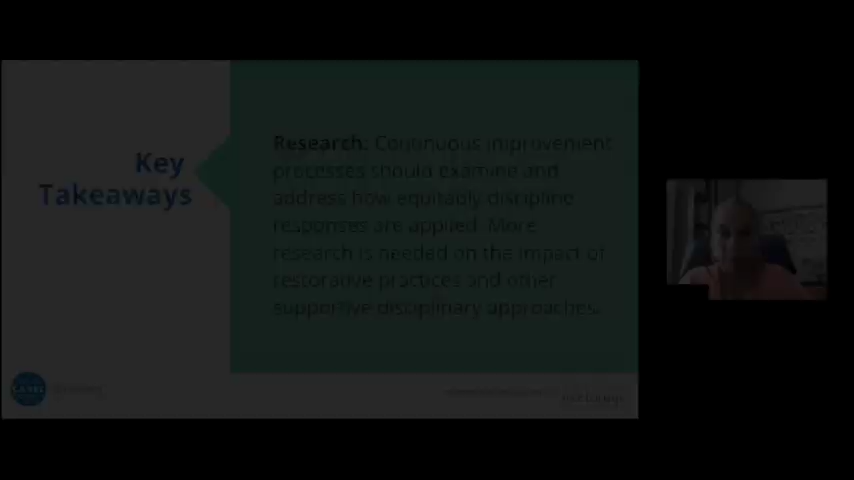 Key
Takeaways
Research. Continuous improvement
processes should examine and
address how equitably discipline
responses are applied. More
research is needed on the impact of
restorative practices and other
supportive disciplinary approaches.